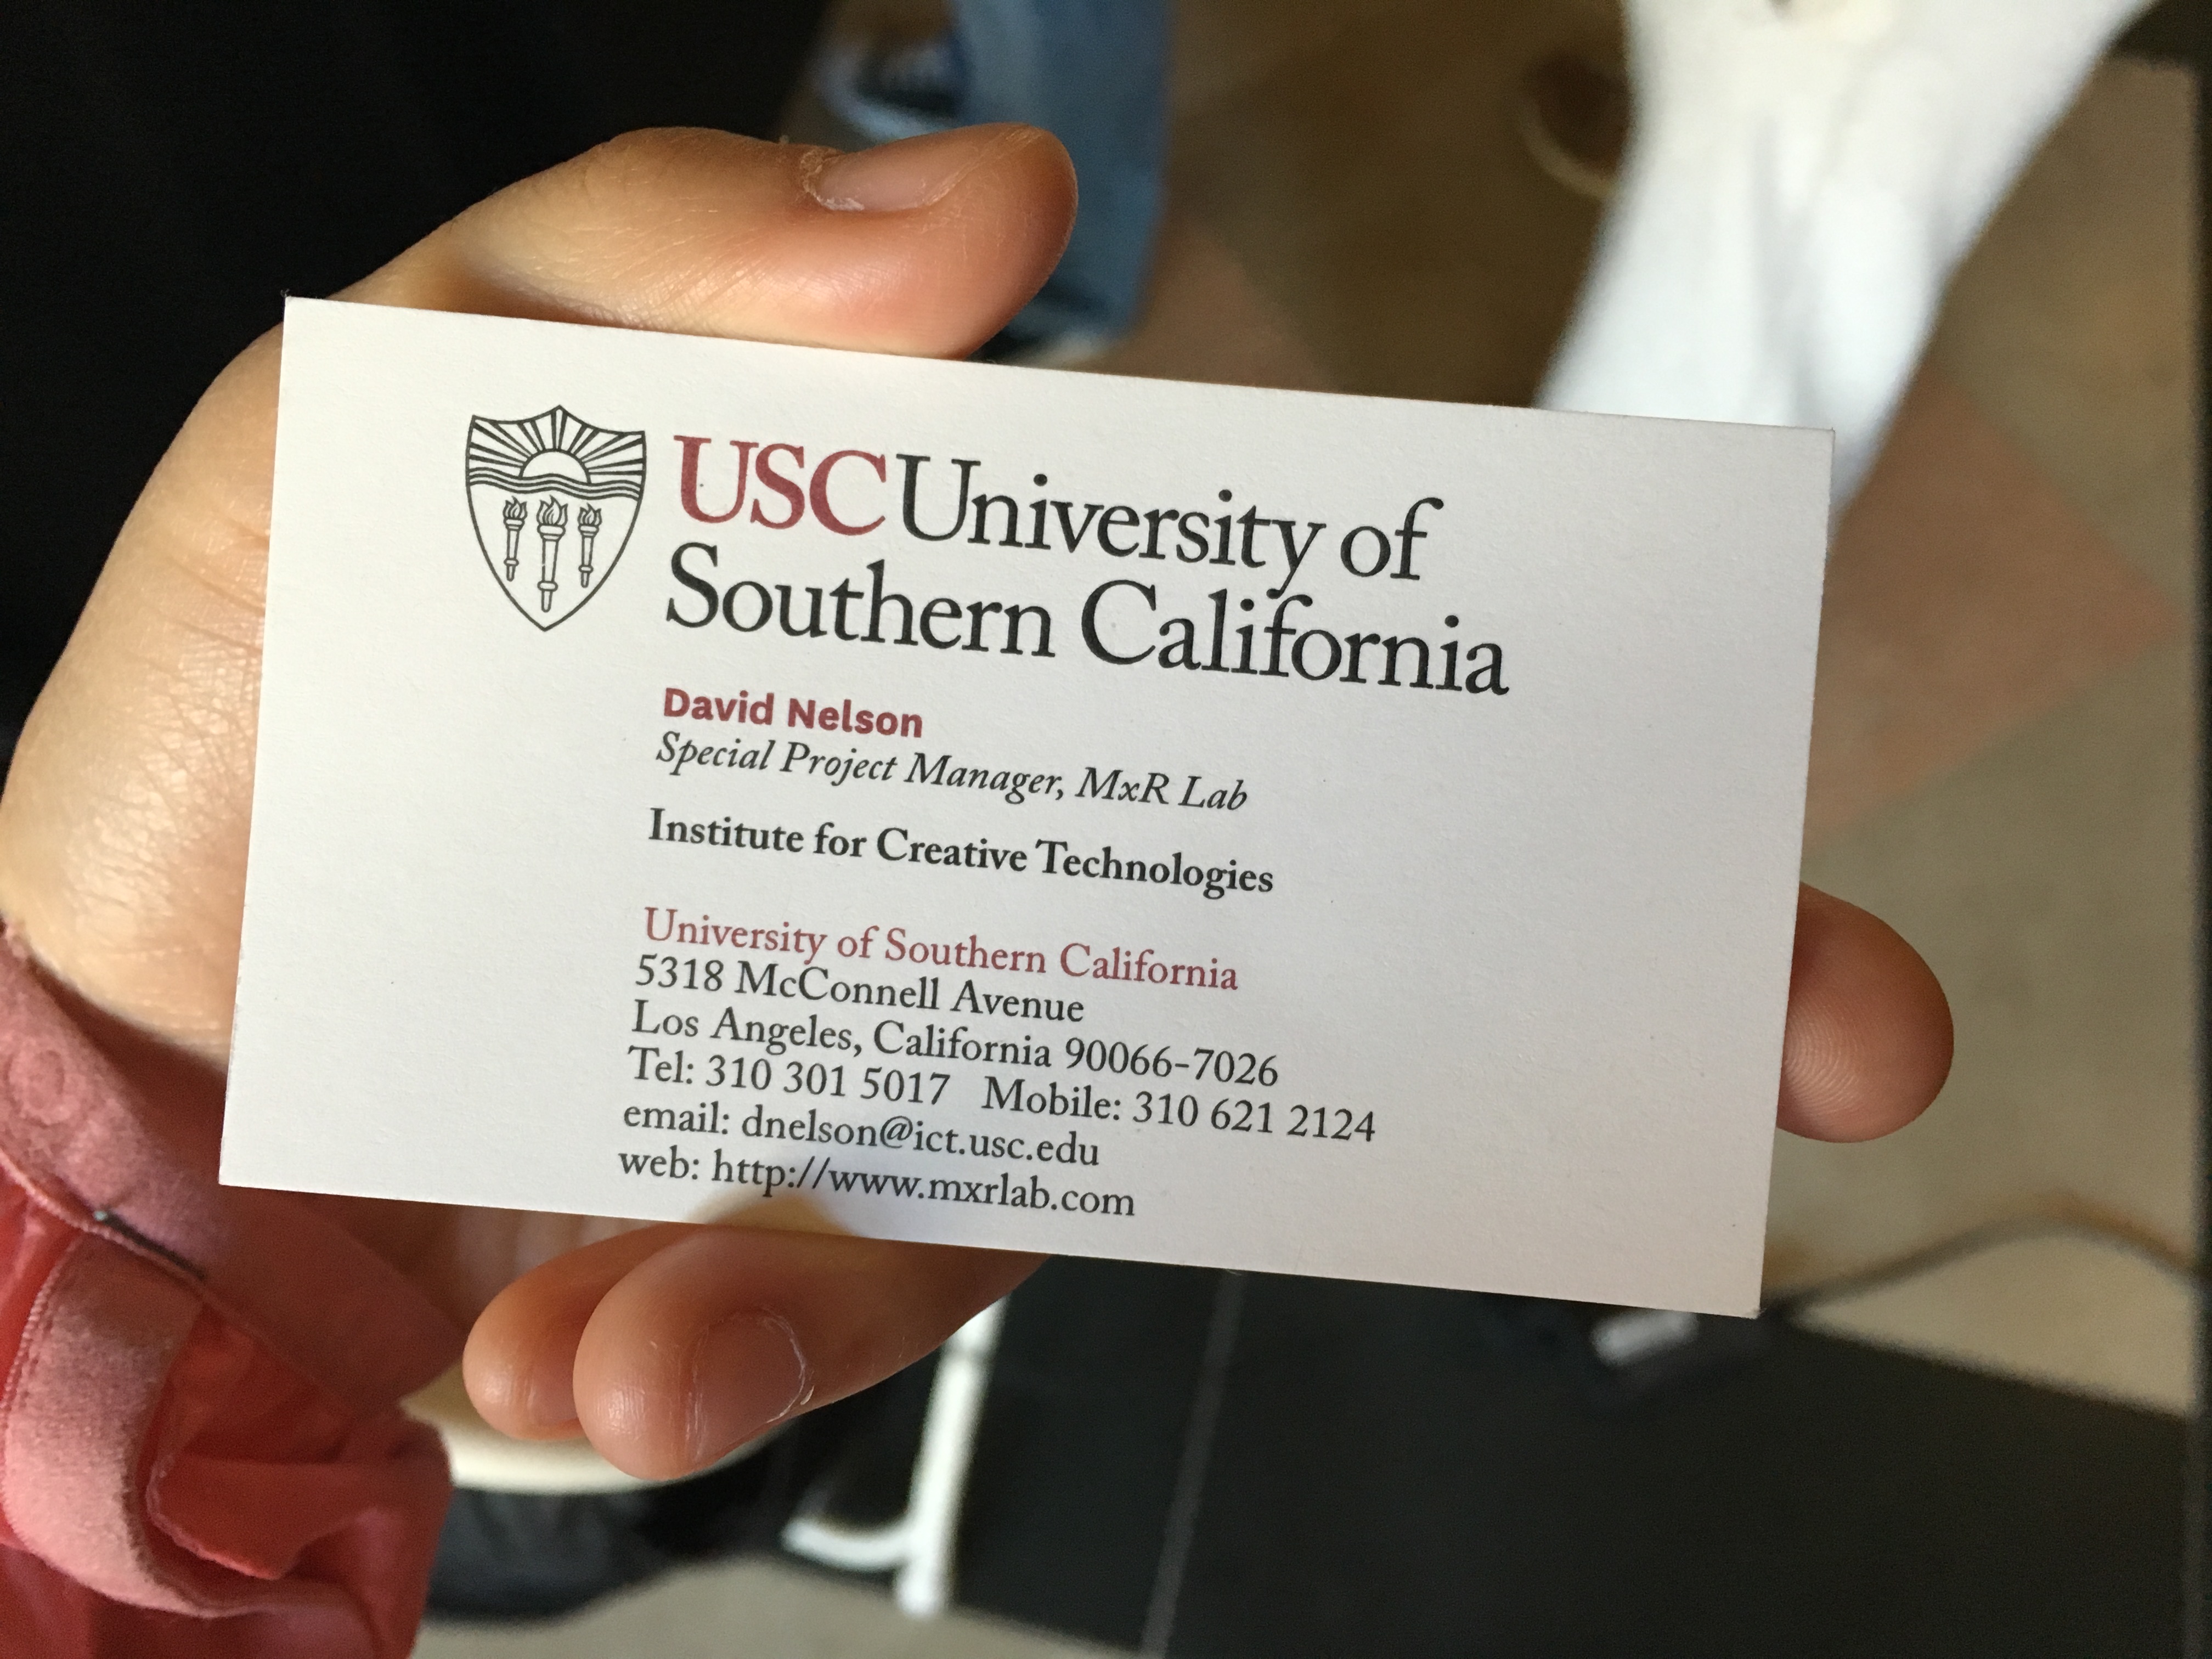 USC University of
Southern California
David Nelson
Special Project Manager, MxR Lab
Institute for Creative Technologies
University of Southern California
5318 McConnell Avenue
Los Angeles, California 90066-7026
Tel: 310 301 5017 Mobile: 310 621 2124
email: dnelson@ict.usc.edu
web: http://www.mxrlab.com